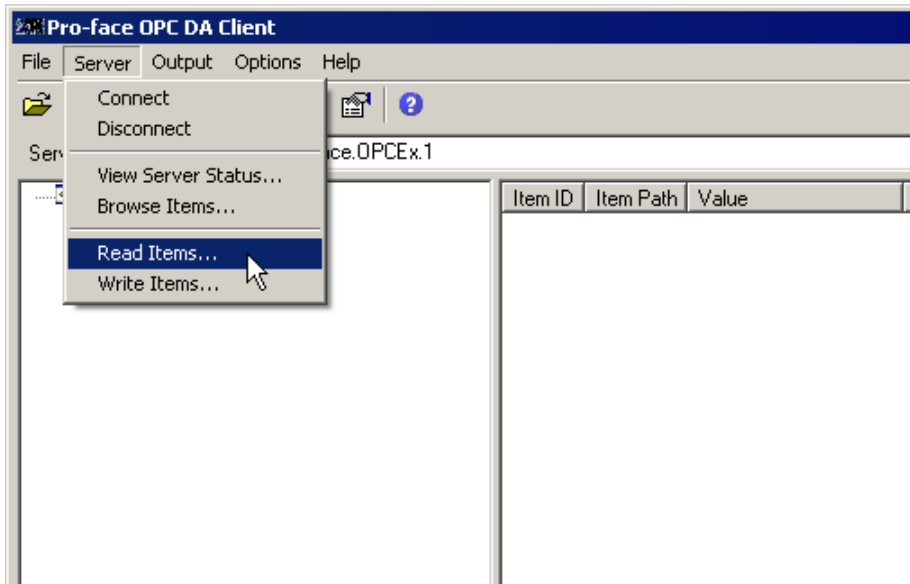 Pro-face OPC DA Client
File Server Output Options Help
Connect
Disconnect
ce.OPCEx.1
View Server Status...
Browse Items...
Item ID Item Path Value
Read Items...
Write Items...